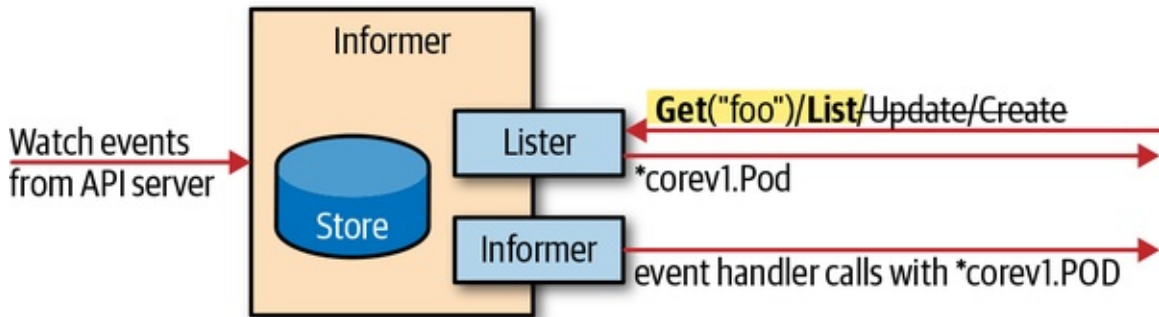 Informer
Get("foo")/List/Update/Create
Watch events
from API server
Lister
*corev1.Pod
Store
Informer
event handler calls with *corev1.POD